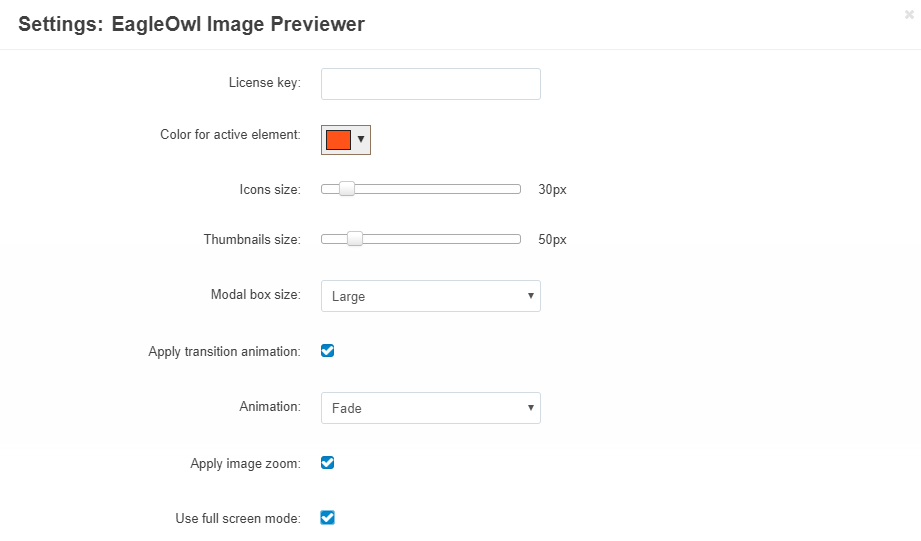 Settings: EagleOwl Image Previewer
License key:
Color for active element:
Icons size: 30px
Thumbnails size: 50px
Modal box size: Large
Apply transition animation:
Animation: Fade
Apply image zoom:
Use full screen mode: